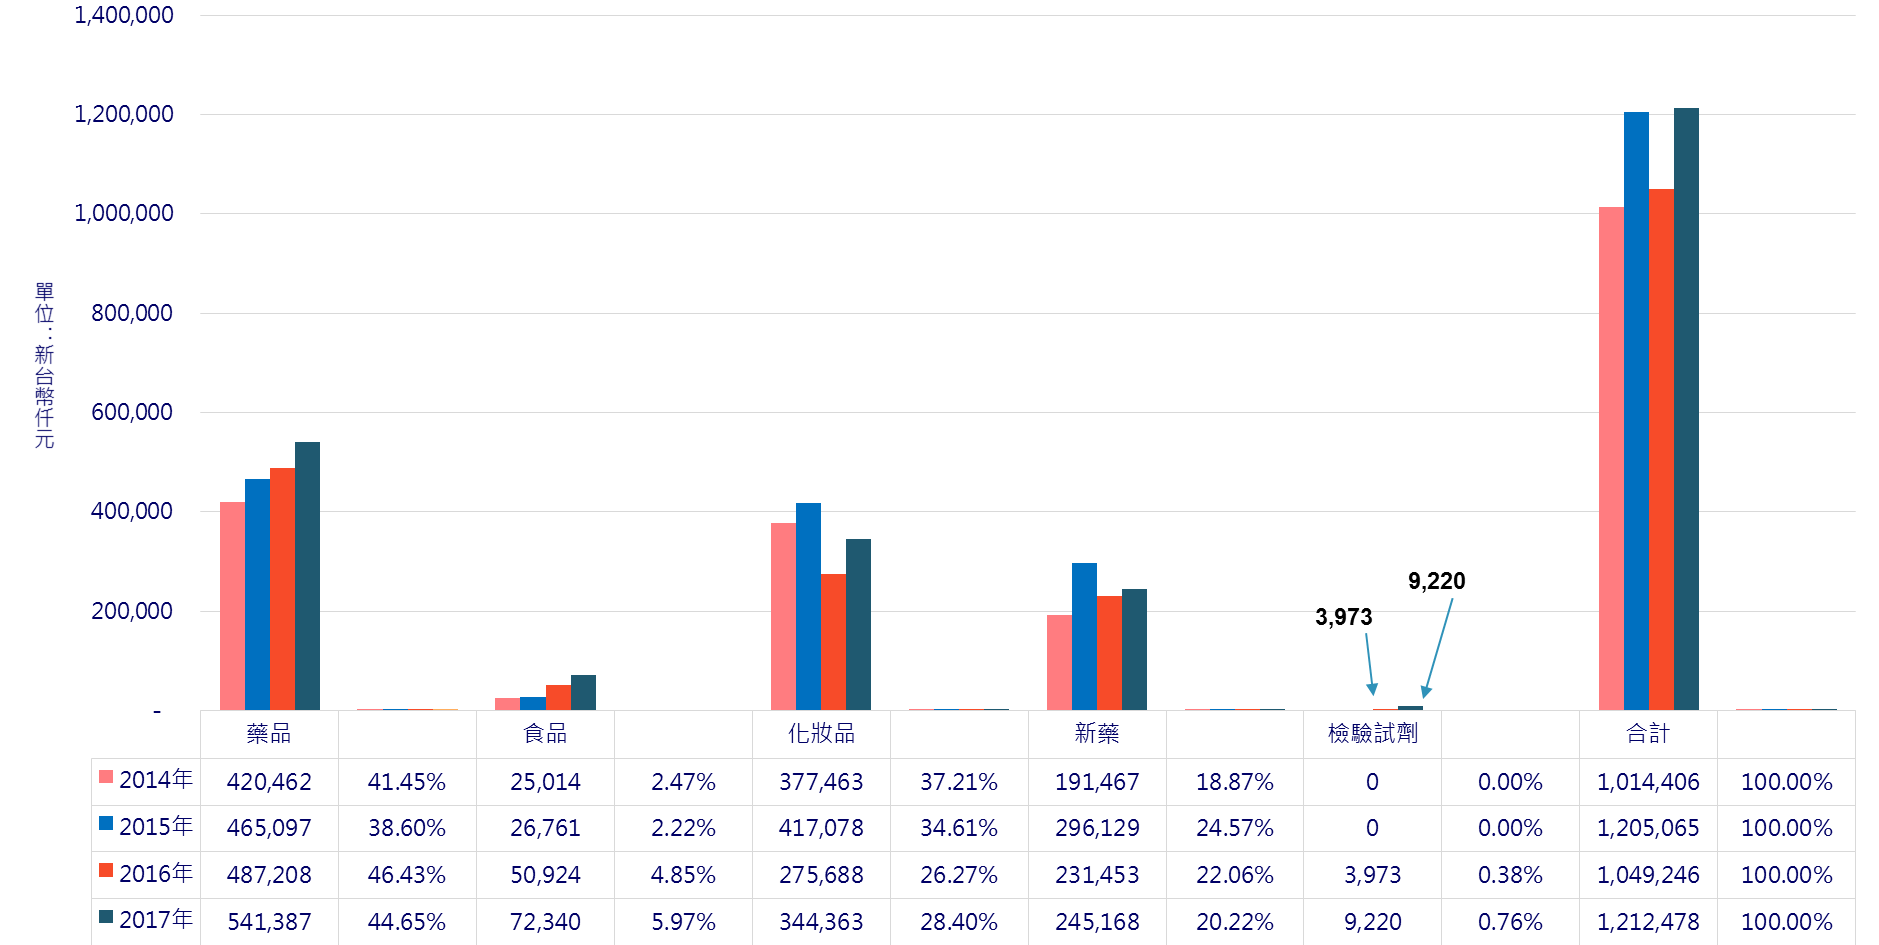 1,400,000
1,200,000
1,000,000
800,000
600,000
400,000
200,000
-
單位：新台幣仟元
3,973
9,220
藥品 食品 化妝品 新藥 檢驗試劑 合計
2014年 420,462 41.45% 25,014 2.47% 377,463 37.21% 191,467 18.87% 0 0.00% 1,014,406 100.00%
2015年 465,097 38.60% 26,761 2.22% 417,078 34.61% 296,129 24.57% 0 0.00% 1,205,065 100.00%
2016年 487,208 46.43% 50,924 4.85% 275,688 26.27% 231,453 22.06% 3,973 0.38% 1,049,246 100.00%
2017年 541,387 44.65% 72,340 5.97% 344,363 28.40% 245,168 20.22% 9,220 0.76% 1,212,478 100.00%